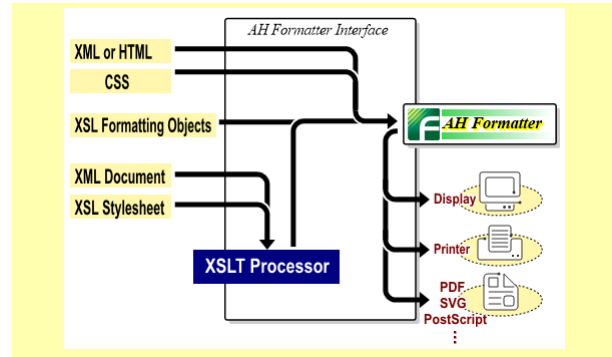 AH Formatter Interface
XML or HTML
CSS
XSL Formatting Objects
AH Formatter
XML Document
XSL Stylesheet
XSLT Processor
Display
Printer
PDF
SVG
PostScript
⋮